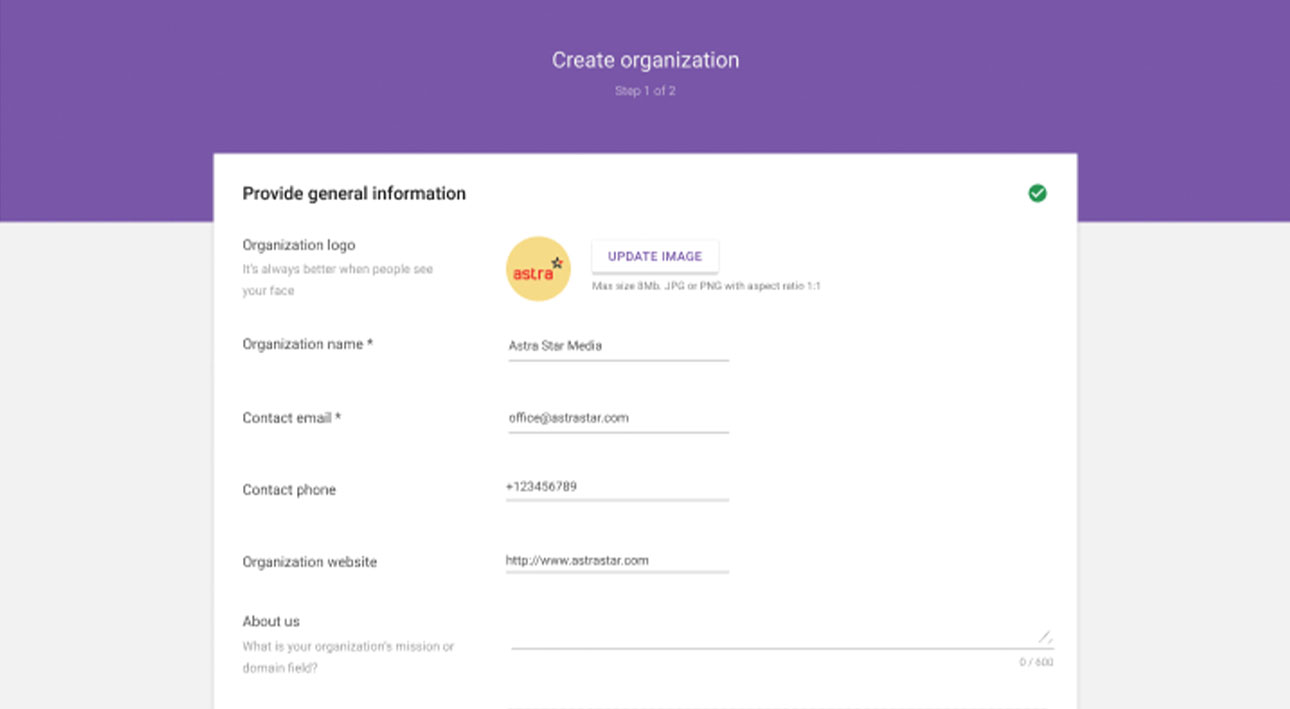 Create organization
Step 1 of 2
Provide general information
Organization logo
It's always better when people see
your face
astra
UPDATE IMAGE
Max size 8Mb. JPG or PNG with aspect ratio 1:1
Organization name *
Astra Star Media
Contact email *
office@astrastar.com
Contact phone
+123456789
Organization website
http://www.astrastar.com
About us
What is your organization's mission or
domain field?
0 / 600